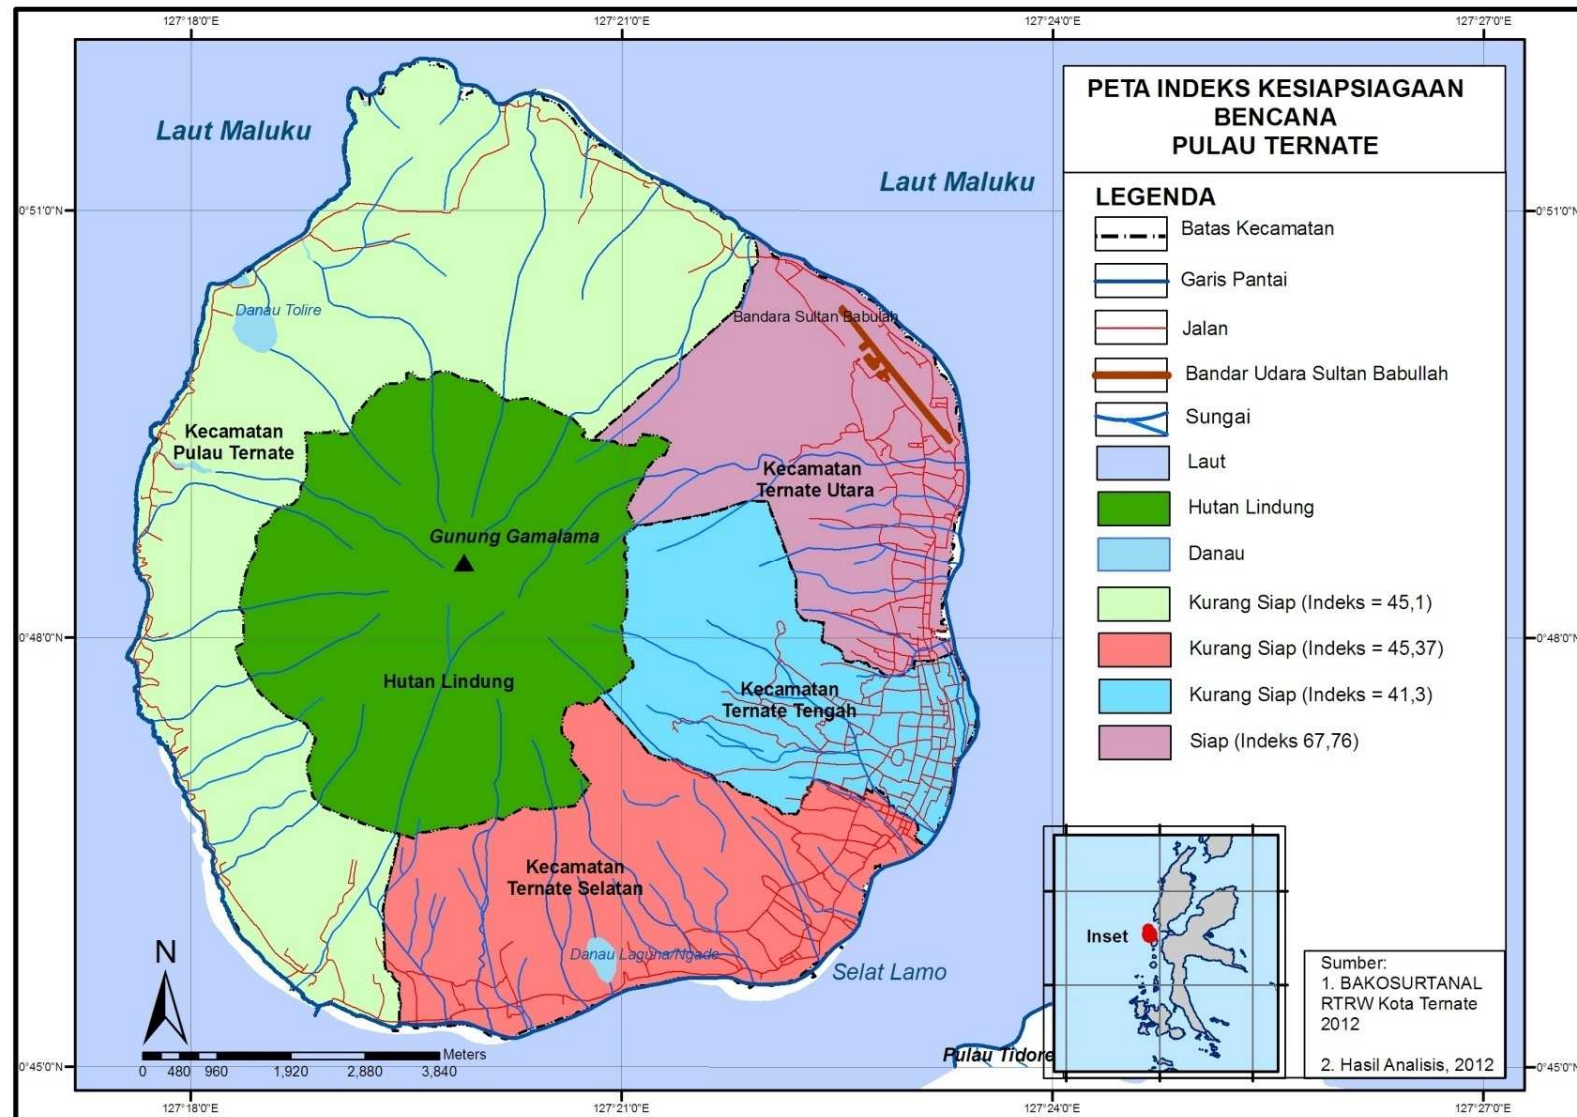 127°18'0"E
127°21'0"E
127°24'0"E
127°27'0"E
PETA INDEKS KESIAPSIAGAAN
BENCANA
PULAU TERNATE
Laut Maluku
Laut Maluku
0°51'0"N
0°51'0"N
LEGENDA
Batas Kecamatan
Garis Pantai
Jalan
Bandar Udara Sultan Babullah
Sungai
Laut
Hutan Lindung
Danau
Kurang Siap (Indeks = 45,1)
Kurang Siap (Indeks = 45,37)
Kurang Siap (Indeks = 41,3)
Siap (Indeks 67,76)
Danau Tolire
Bandara Sultan Babulah
Kecamatan
Pulau Ternate
Kecamatan
Ternate Utara
Gunung Gamalama
0°48'0"N
0°48'0"N
Hutan Lindung
Kecamatan
Ternate Tengah
Kecamatan
Ternate Selatan
Danau Laguna/Ngade
Selat Lamo
Pulau Tidore
Inset
N
Meters
0 480 960 1,920 2,880 3,840
Sumber:
1. BAKOSURTANAL
RTRW Kota Ternate
2012
2. Hasil Analisis, 2012
0°45'0"N
0°45'0"N
127°18'0"E
127°21'0"E
127°24'0"E
127°27'0"E